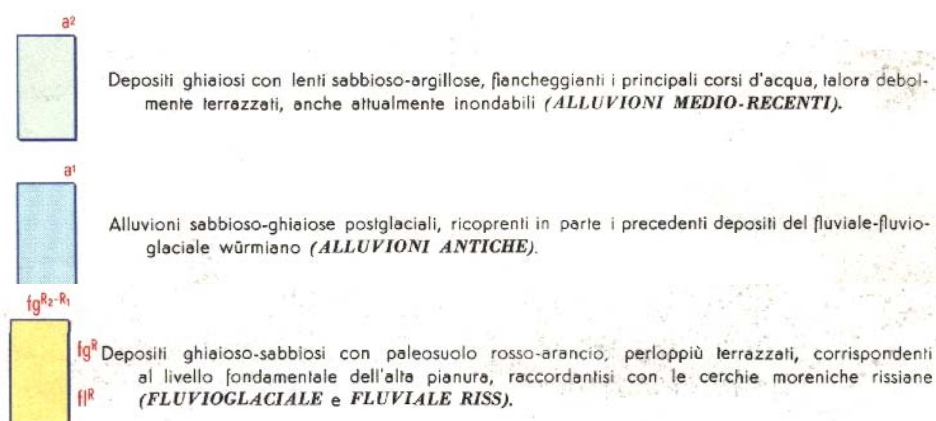 a²
Depositi ghiaiosi con lenti sabbioso-argillose, fiancheggianti i principali corsi d'acqua, talora debol-
mente terrazzati, anche attualmente inondabili (ALLUVIONI MEDIO-RECENTI).
a¹
Alluvioni sabbioso-ghiaiose postglaciali, ricoprenti in parte i precedenti depositi del fluviale-fluvio-
glaciale würmiano (ALLUVIONI ANTICHE).
fgR₂-R₁
fgR Depositi ghiaioso-sabbiosi con paleosuolo rosso-arancio, perloppiù terrazzati, corrispondenti
al livello fondamentale dell'alta pianura, raccordantisi con le cerchie moreniche rissiane
flR (FLUVIOGLACIALE e FLUVIALE RISS).